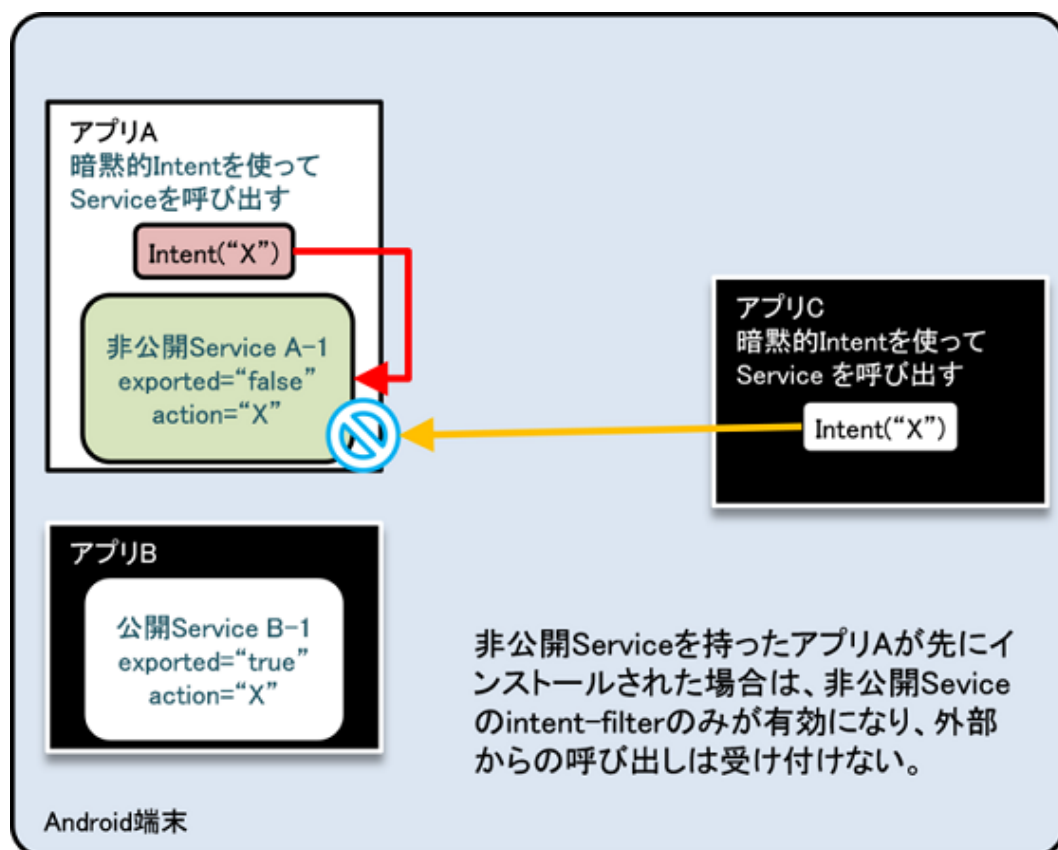 アプリA
暗黙的Intentを使って
Serviceを呼び出す
Intent(“X”)
非公開Service A-1
exported=“false”
action=“X”
アプリC
暗黙的Intentを使って
Service を呼び出す
Intent(“X”)
アプリB
公開Service B-1
exported=“true”
action=“X”
非公開Serviceを持ったアプリAが先にイ
ンストールされた場合は、非公開Sevice
のintent-filterのみが有効になり、外部
からの呼び出しは受け付けない。
Android端末